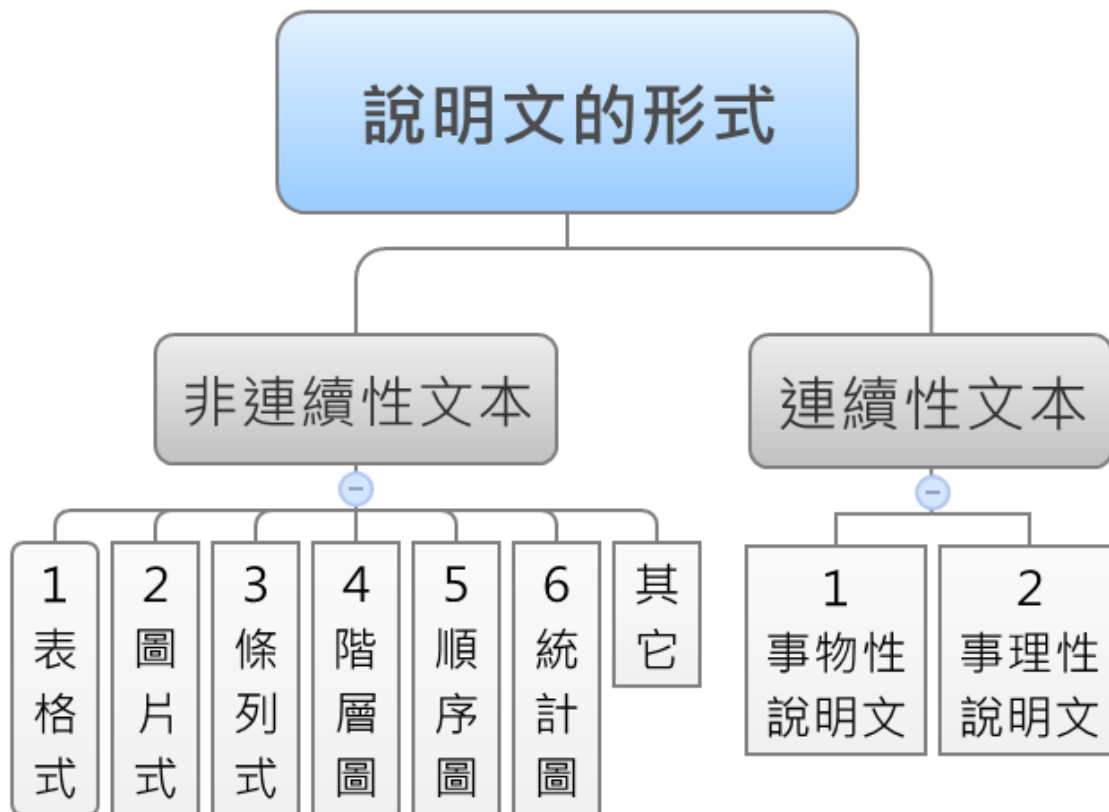 說明文的形式
非連續性文本
連續性文本
1
表
格
式
2
圖
片
式
3
條
列
式
4
階
層
圖
5
順
序
圖
6
統
計
圖
其
它
1
事物性
說明文
2
事理性
說明文